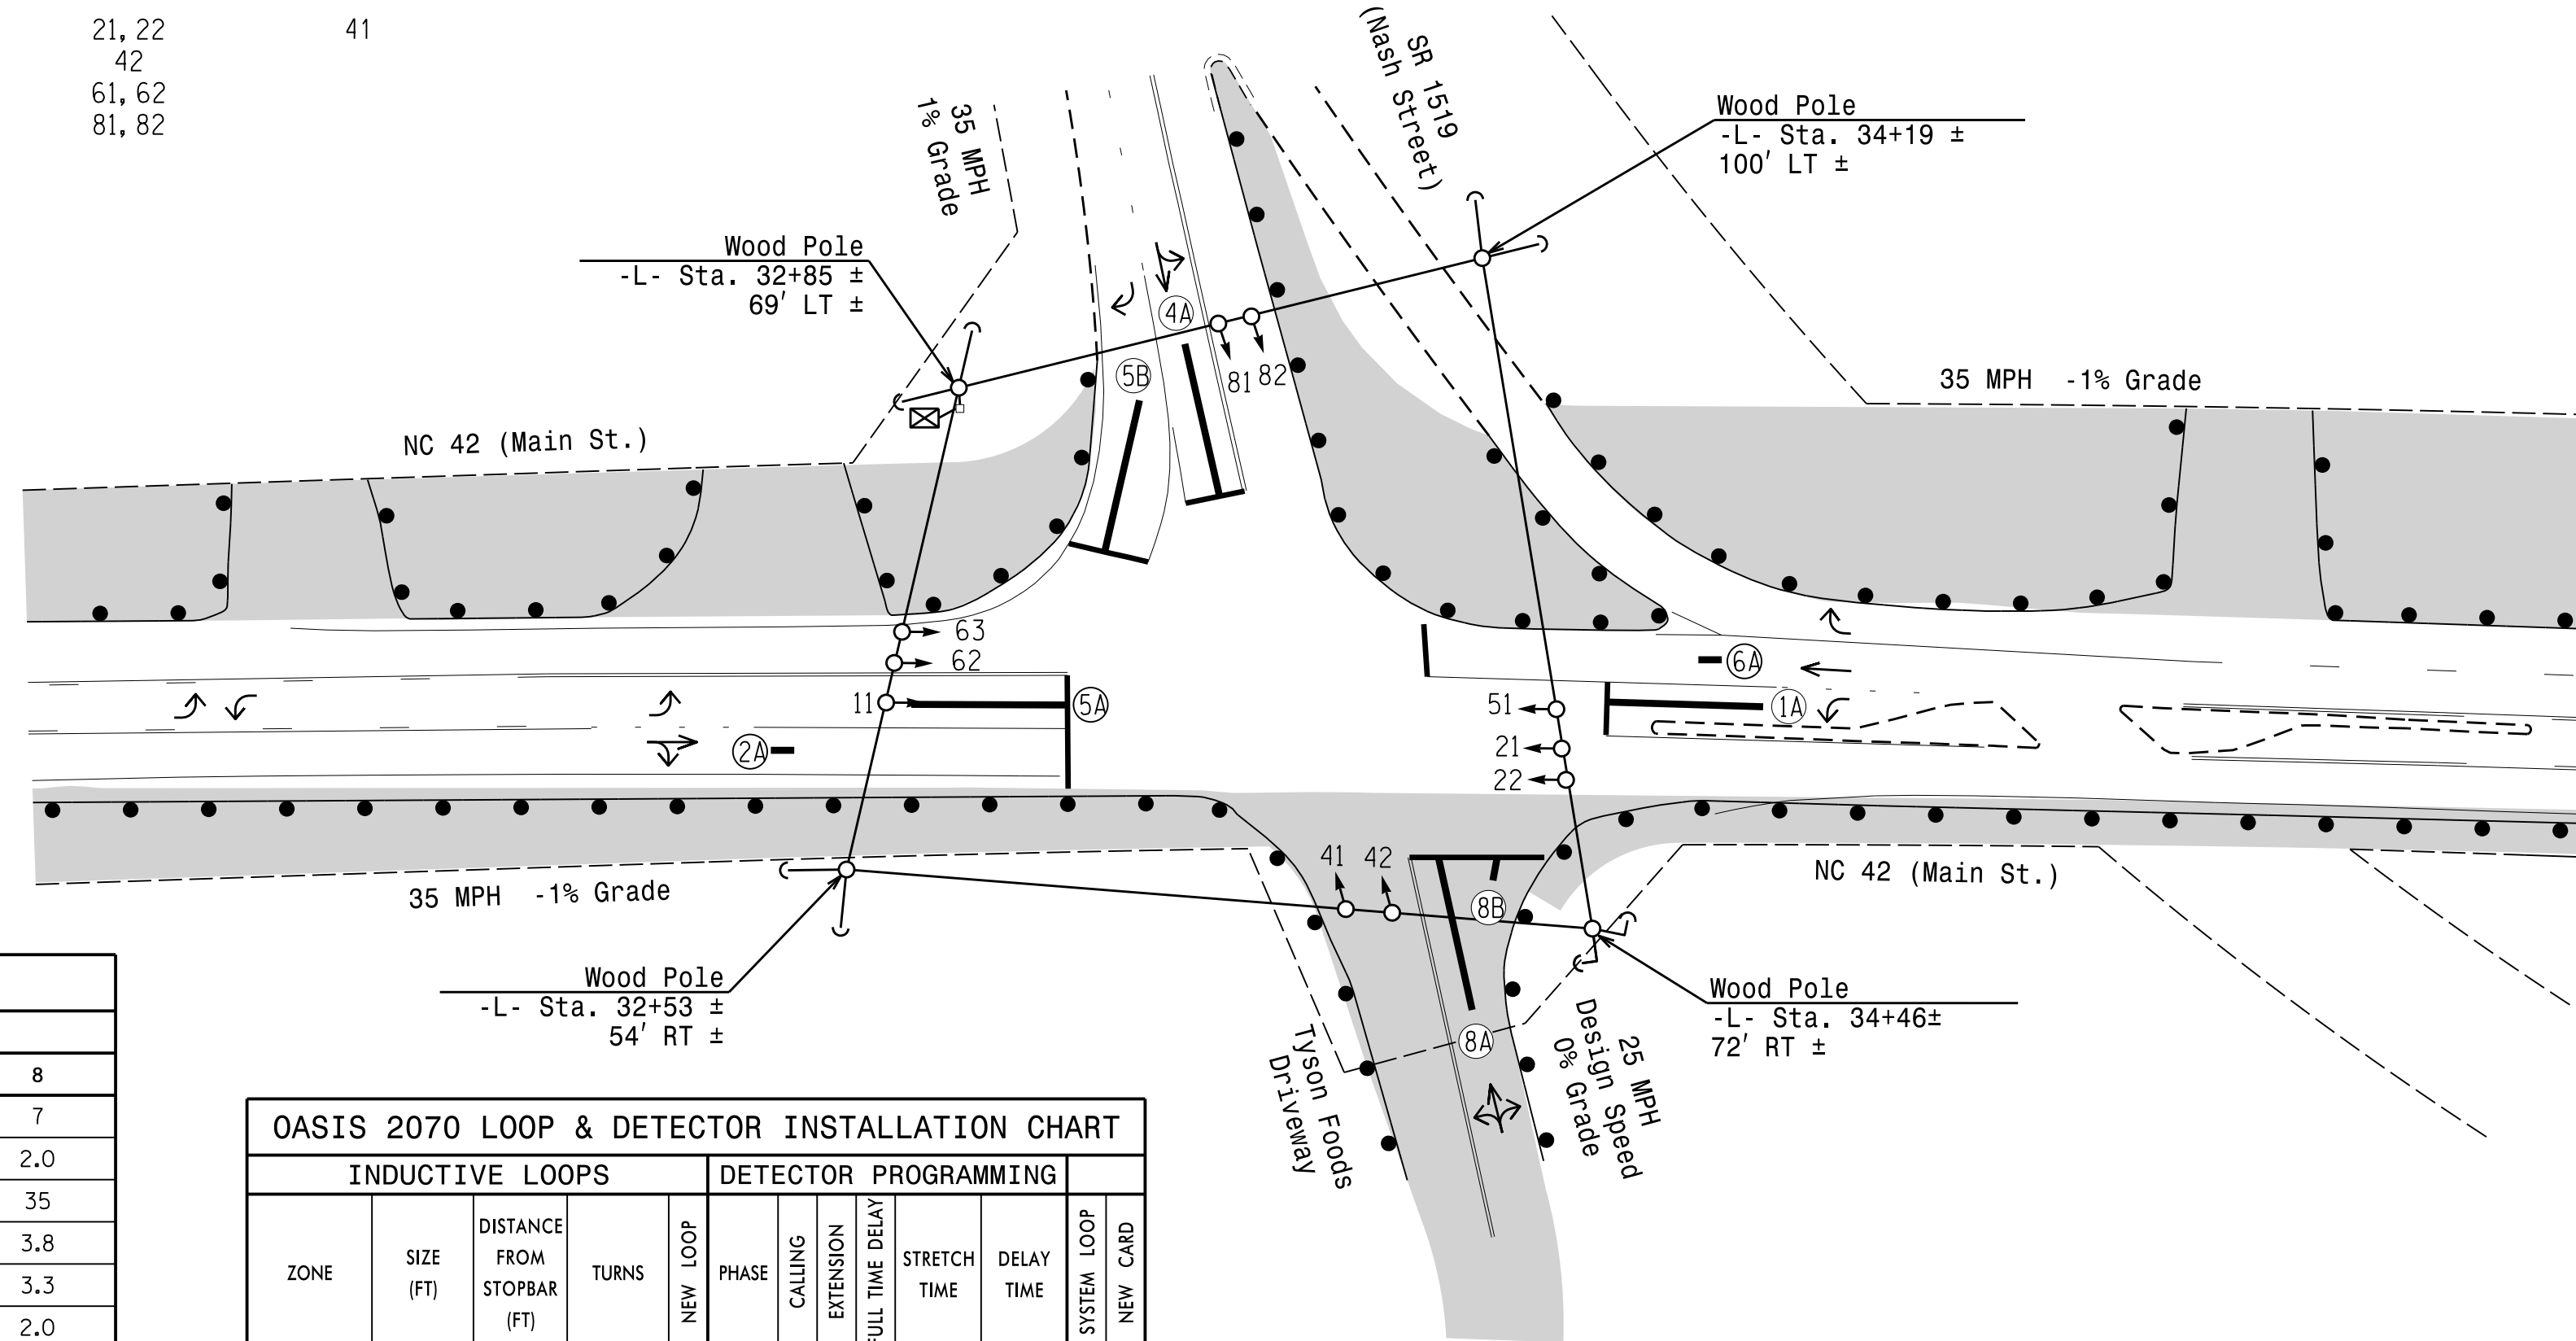 21, 22
41
42
61, 62
81, 82
35 MPH
1% Grade
SR 1519
(Nash Street)
Wood Pole
-L- Sta. 34+19 ±
100' LT ±
Wood Pole
-L- Sta. 32+85 ±
69' LT ±
4A
5B
81
82
35 MPH -1% Grade
NC 42 (Main St.)
63
62
11
5A
6A
1A
51
21
22
2A
41
42
8B
8A
NC 42 (Main St.)
35 MPH -1% Grade
Wood Pole
-L- Sta. 32+53 ±
54' RT ±
Wood Pole
-L- Sta. 34+46±
72' RT ±
Tyson Foods
Driveway
25 MPH
Design Speed
0% Grade
8
7
2.0
35
3.8
3.3
2.0
OASIS 2070 LOOP & DETECTOR INSTALLATION CHART
INDUCTIVE LOOPS
DETECTOR PROGRAMMING
ZONE
SIZE
(FT)
DISTANCE
FROM
STOPBAR
(FT)
TURNS
NEW LOOP
PHASE
CALLING
EXTENSION
FULL TIME DELAY
STRETCH
TIME
DELAY
TIME
SYSTEM LOOP
NEW CARD